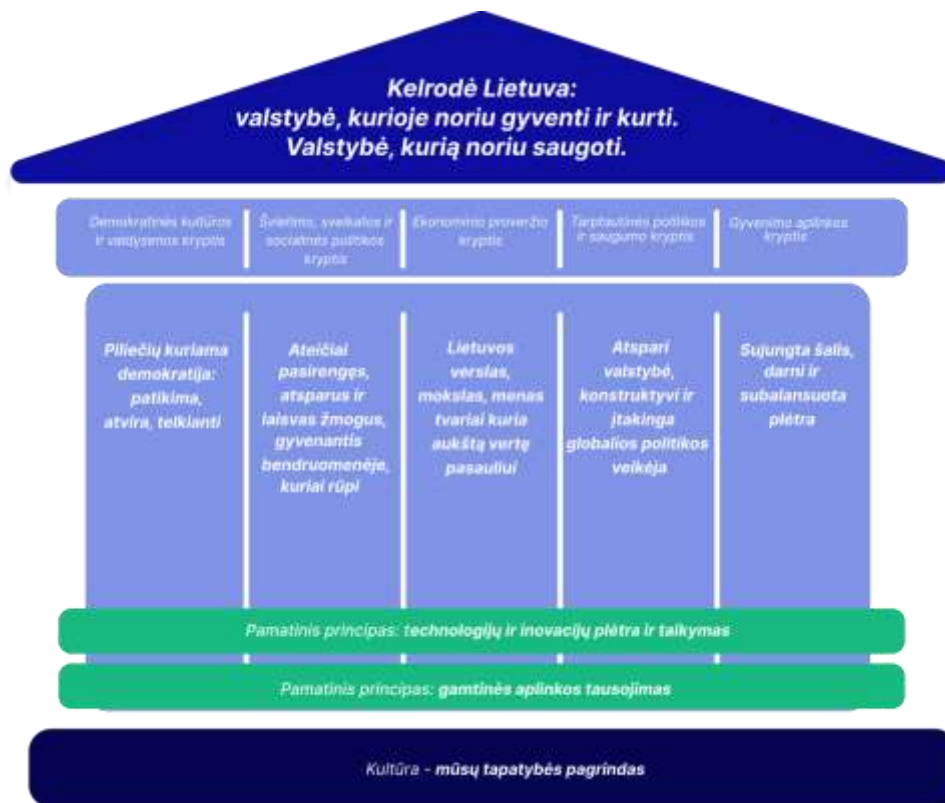 Kelrodė Lietuva:
valstybė, kurioje noriu gyventi ir kurti.
Valstybė, kurią noriu saugoti.
Demokratinės kultūros
ir valdysenos kryptis
Švietimo, sveikatos ir
socialinės politikos
kryptis
Ekonominio proveržio
kryptis
Tarptautinės politikos
ir saugumo kryptis
Gyvenimo aplinkos
kryptis
Piliečių kuriama
demokratija:
patikima,
atvira, telkianti
Ateičiai
pasirengęs,
atsparus ir
laisvas žmogus,
gyvenantis
bendruomenėje,
kuriai rūpi
Lietuvos
verslas,
mokslas, menas
tvariai kuria
aukštą vertę
pasauliui
Atspari
valstybė,
konstruktyvi ir
įtakinga
globalios politikos
veikėja
Sujungta šalis,
darni ir
subalansuota
plėtra
Pamatinis principas: technologijų ir inovacijų plėtra ir taikymas
Pamatinis principas: gamtinės aplinkos tausojimas
Kultūra - mūsų tapatybės pagrindas